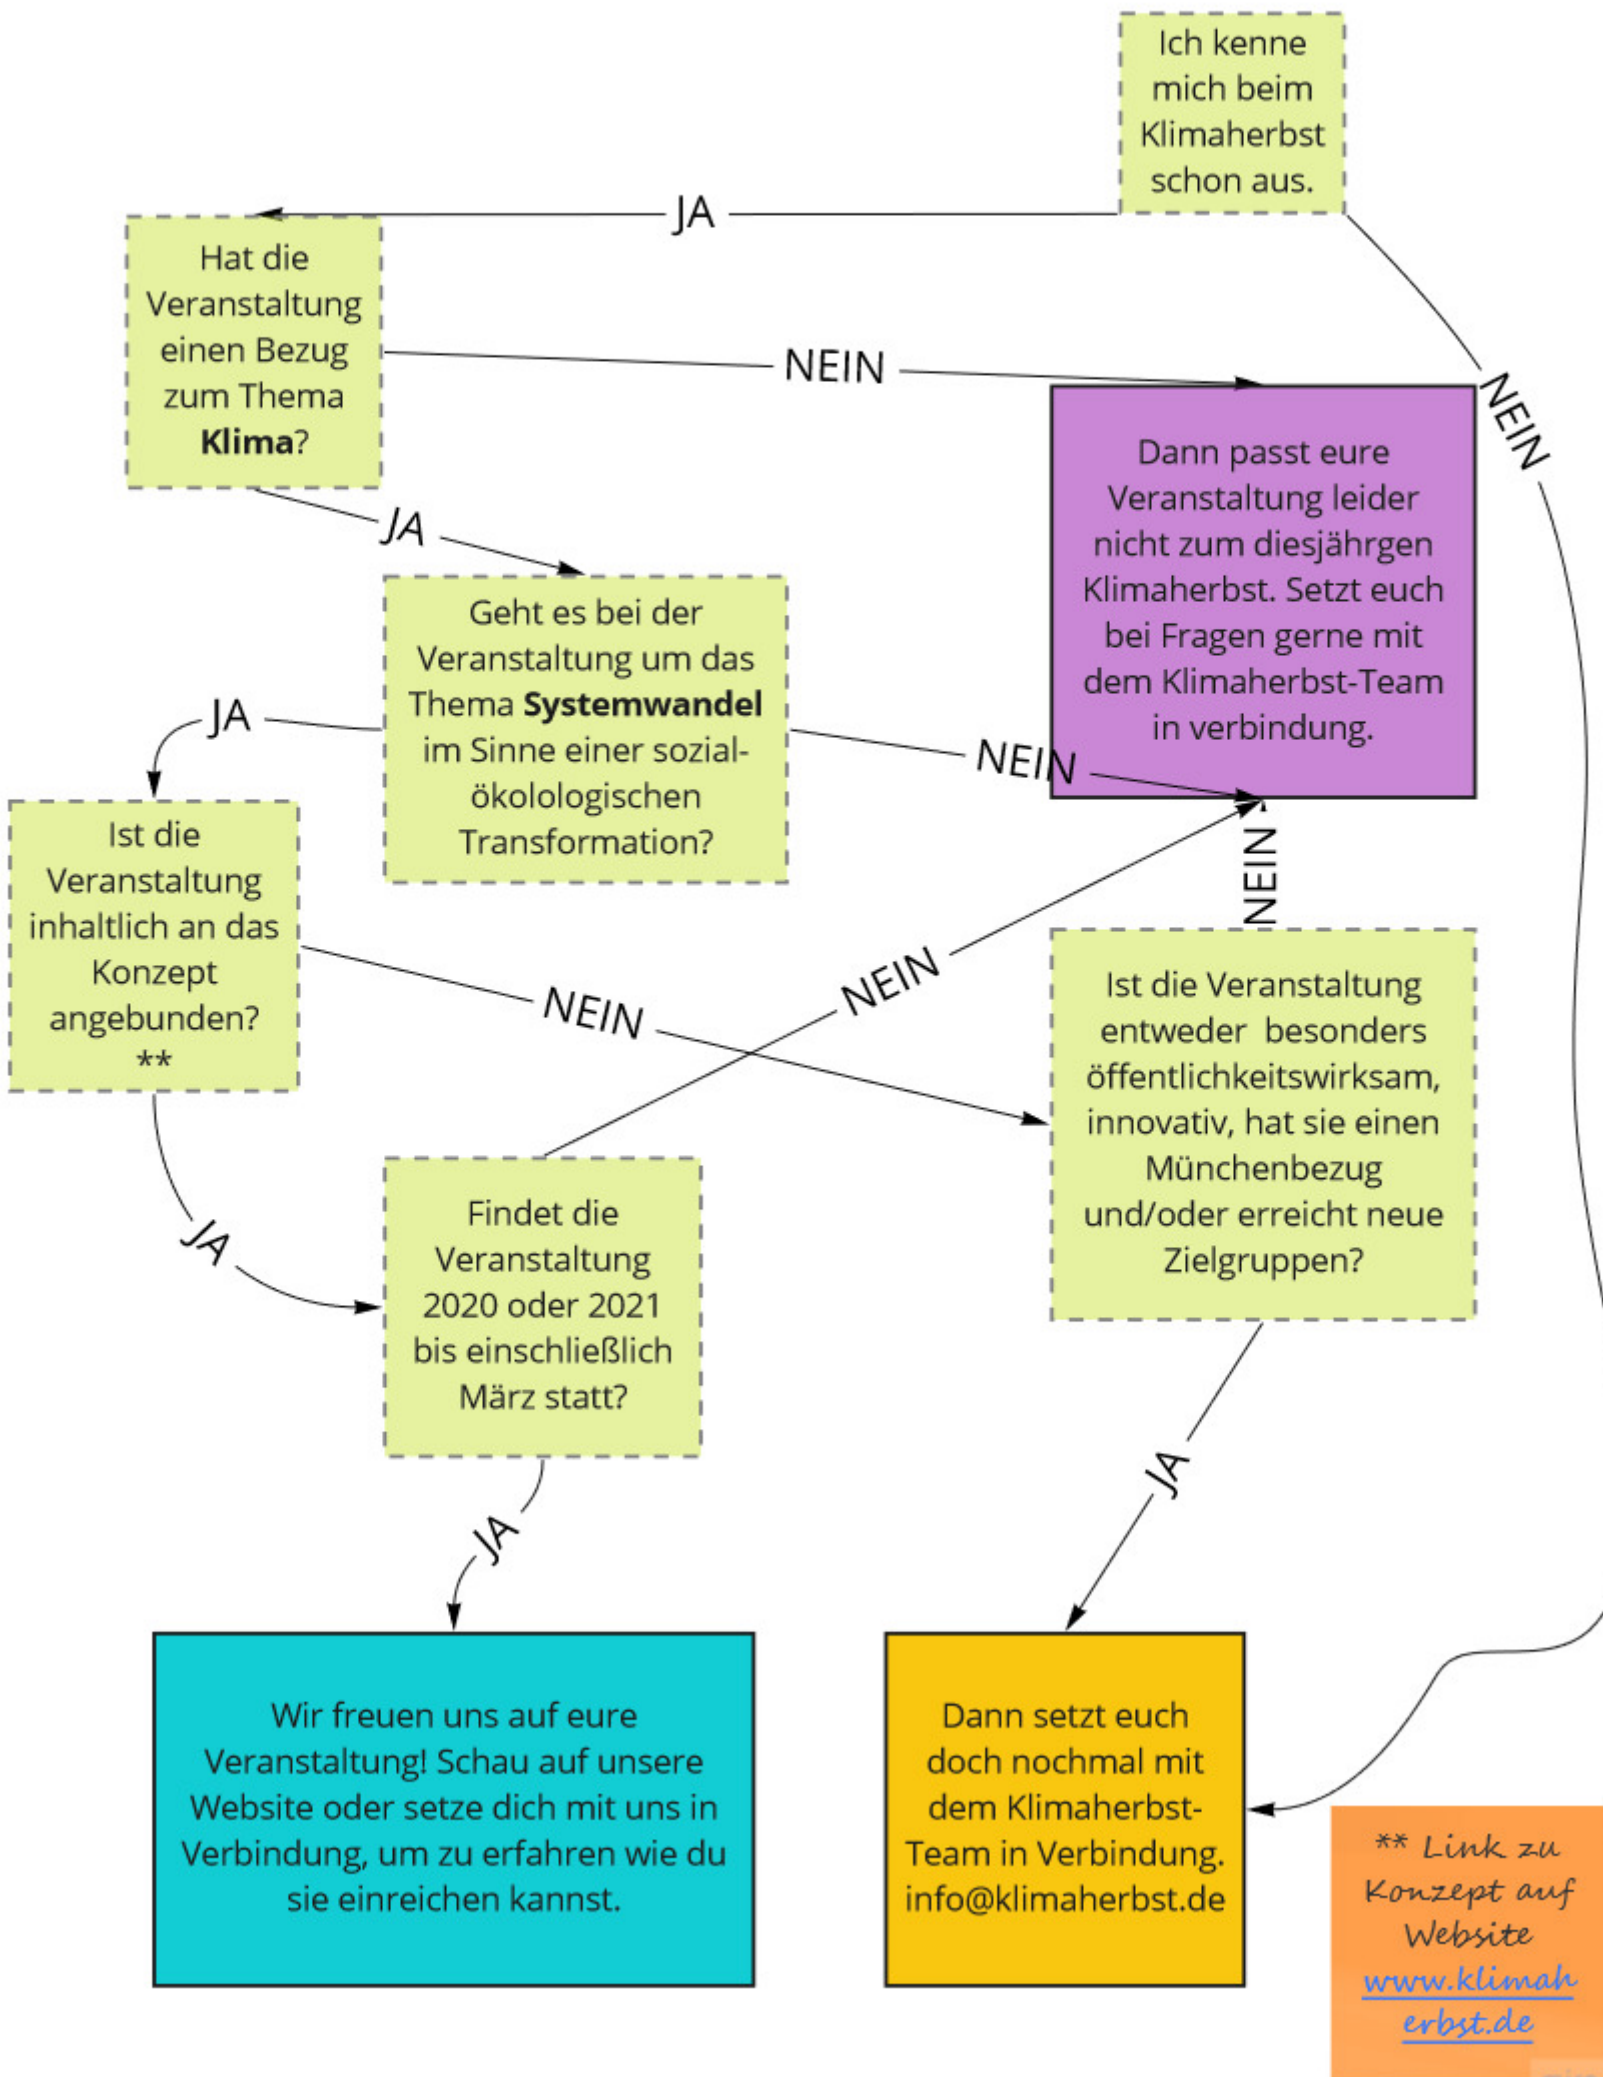 Ich kenne
mich beim
Klimaherbst
schon aus.
JA
NEIN
Hat die
Veranstaltung
einen Bezug
zum Thema
Klima?
NEIN
Dann passt eure
Veranstaltung leider
nicht zum diesjährgen
Klimaherbst. Setzt euch
bei Fragen gerne mit
dem Klimaherbst-Team
in verbindung.
JA
Geht es bei der
Veranstaltung um das
Thema Systemwandel
im Sinne einer sozial-
ökolologischen
Transformation?
JA
NEIN
Ist die
Veranstaltung
inhaltlich an das
Konzept
angebunden?
**
NEIN
NEIN
NEIN
Ist die Veranstaltung
entweder besonders
öffentlichkeitswirksam,
innovativ, hat sie einen
Münchenbezug
und/oder erreicht neue
Zielgruppen?
JA
Findet die
Veranstaltung
2020 oder 2021
bis einschließlich
März statt?
JA
JA
Wir freuen uns auf eure
Veranstaltung! Schau auf unsere
Website oder setze dich mit uns in
Verbindung, um zu erfahren wie du
sie einreichen kannst.
Dann setzt euch
doch nochmal mit
dem Klimaherbst-
Team in Verbindung.
info@klimaherbst.de
** Link zu
Konzept auf
Website
www.klimah
erbst.de